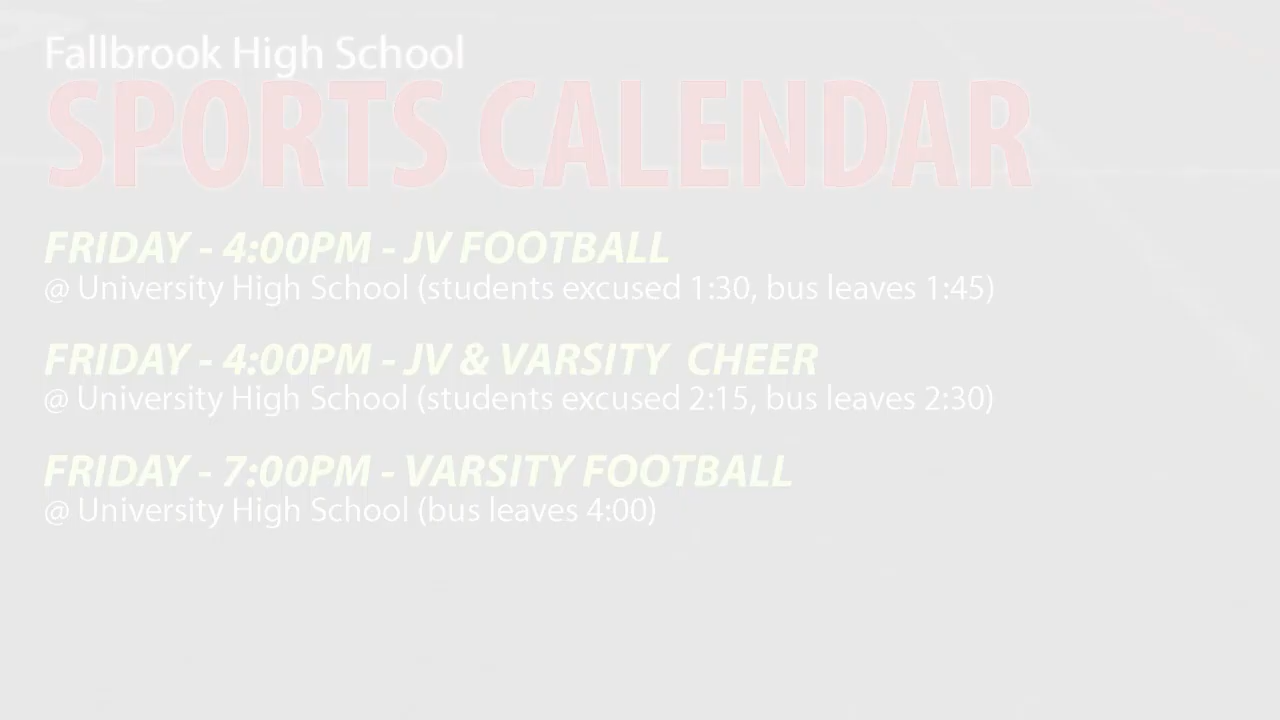 Fallbrook High School
SPORTS CALENDAR
FRIDAY - 4:00PM - JV FOOTBALL
@ University High School (students excused 1:30, bus leaves 1:45)
FRIDAY - 4:00PM - JV & VARSITY CHEER
@ University High School (students excused 2:15, bus leaves 2:30)
FRIDAY - 7:00PM - VARSITY FOOTBALL
@ University High School (bus leaves 4:00)